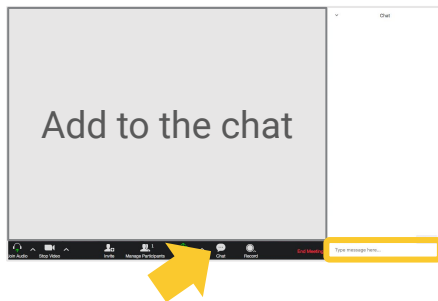 Chat
Add to the chat
Join Audio Stop Video Invite Manage Participants 1 Chat Record End Meeting
Type message here...